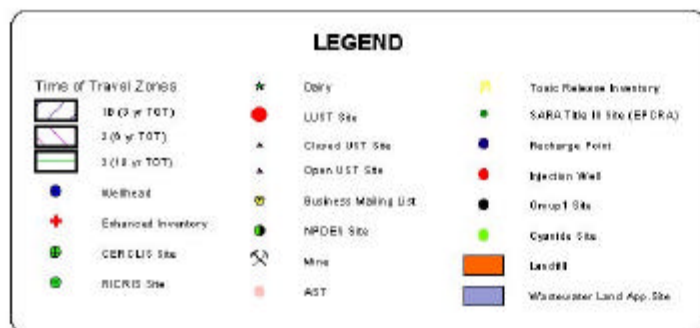 LEGEND
Time of Travel Zones
1B (3 yr TOT)
2 (6 yr TOT)
3 (10 yr TOT)
Wellhead
Enhanced Inventory
CERCLIS Site
RICRIS Site
Dairy
LUST Site
Closed UST Site
Open UST Site
Business Mailing List
NPDES Site
Mine
AST
Toxic Release Inventory
SARA Title III Site (EPCRA)
Recharge Point
Injection Well
Group1 Site
Cyanide Site
Landfill
Wastewater Land App. Site